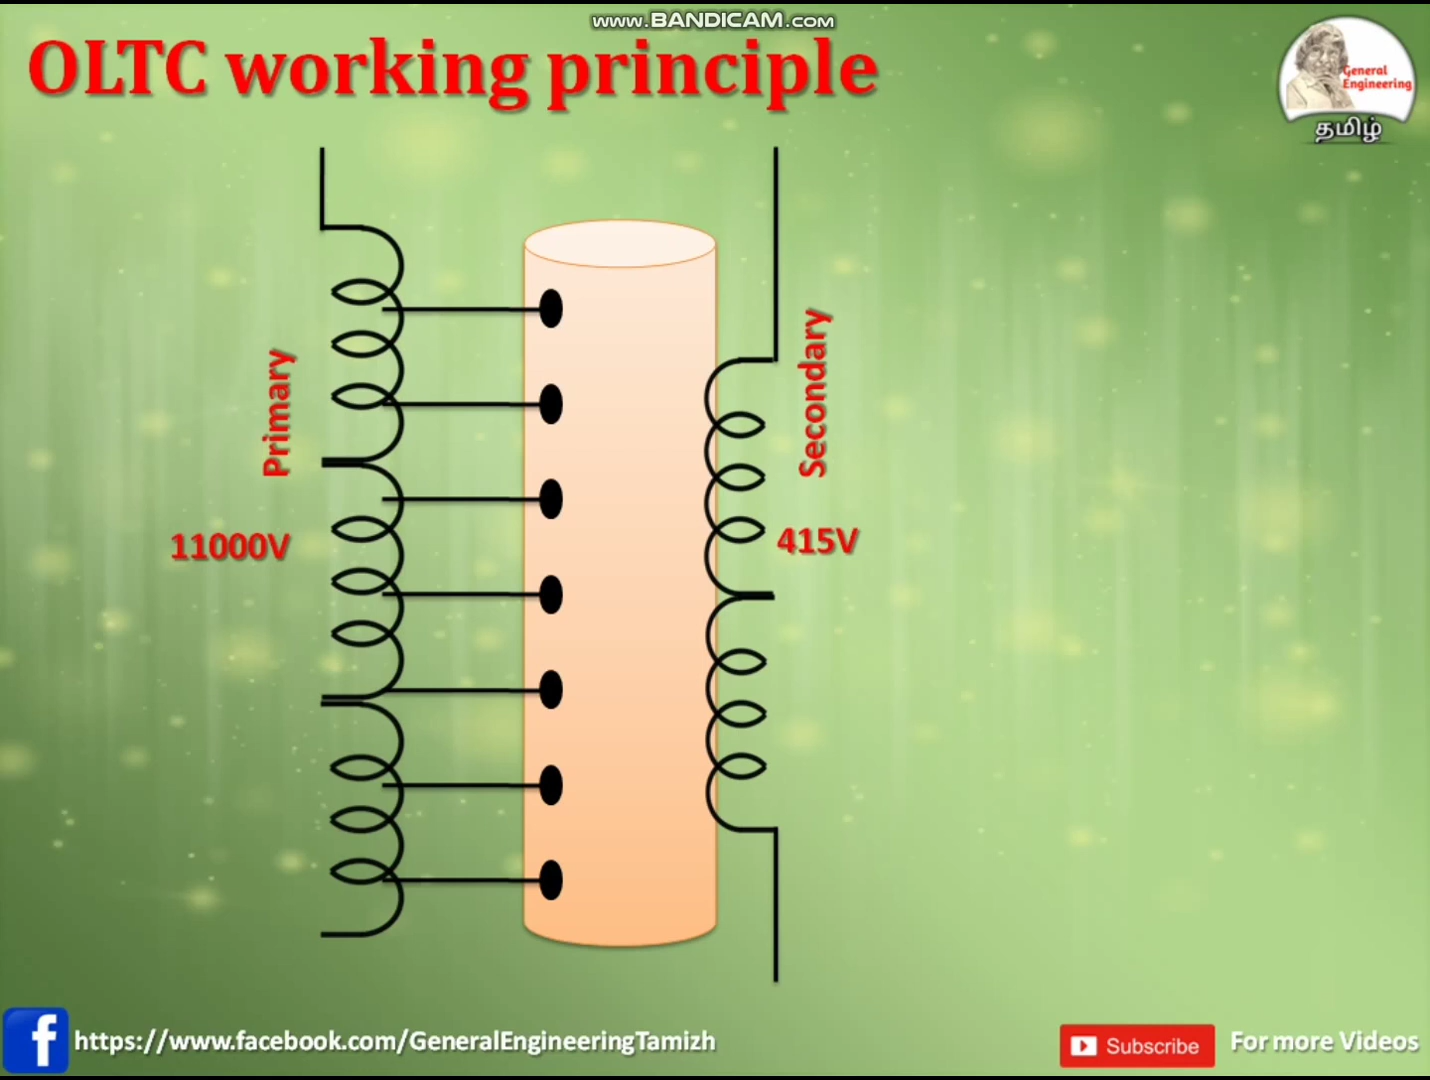 www.BANDICAM.com
OLTC working principle
General
Engineering
தமிழ்
Primary
Secondary
11000V
415V
f
https://www.facebook.com/GeneralEngineeringTamizh
Subscribe
For more Videos